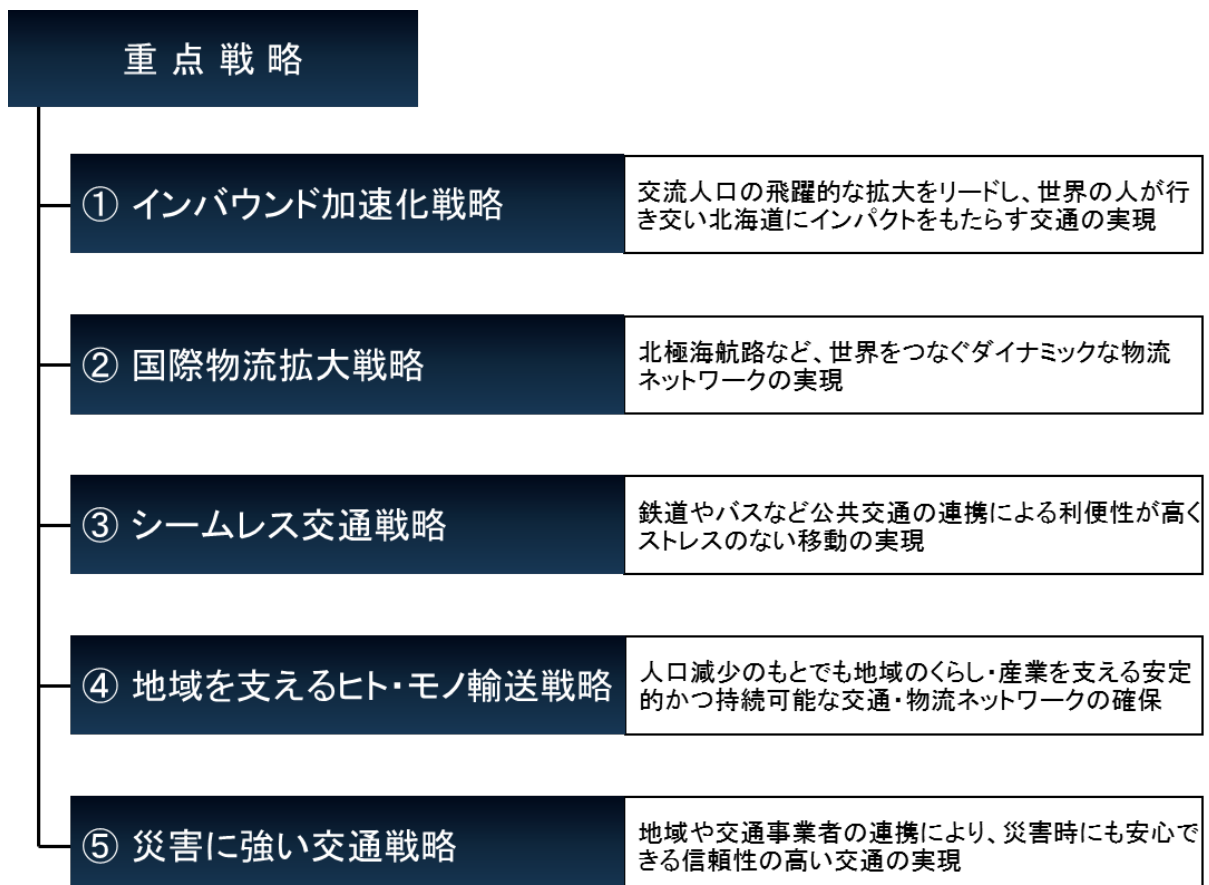 重点戦略
① インバウンド加速化戦略
交流人口の飛躍的な拡大をリードし、世界の人が行
き交い北海道にインパクトをもたらす交通の実現
② 国際物流拡大戦略
北極海航路など、世界をつなぐダイナミックな物流
ネットワークの実現
③ シームレス交通戦略
鉄道やバスなど公共交通の連携による利便性が高く
ストレスのない移動の実現
④ 地域を支えるヒト・モノ輸送戦略
人口減少のもとでも地域のくらし・産業を支える安定
的かつ持続可能な交通・物流ネットワークの確保
⑤ 災害に強い交通戦略
地域や交通事業者の連携により、災害時にも安心で
きる信頼性の高い交通の実現